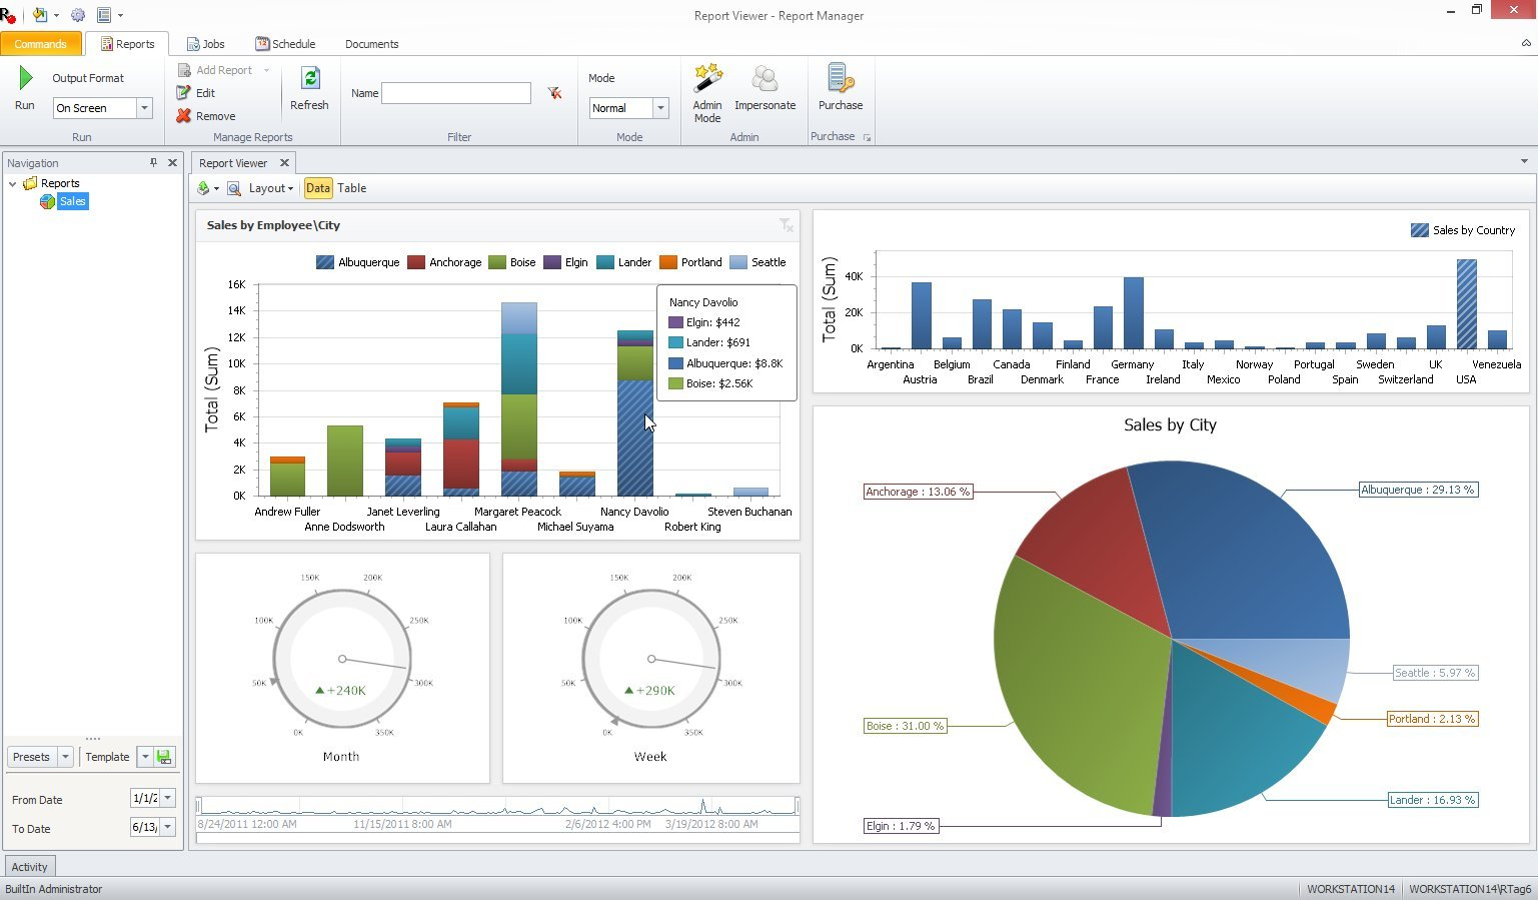 Report Viewer - Report Manager
Commands Reports Jobs Schedule Documents
Run
Output Format
On Screen
Run
Add Report
Edit
Remove
Refresh
Manage Reports
Name
Filter
Mode
Normal
Mode
Admin Mode
Impersonate
Admin
Purchase
Purchase
Navigation
Reports
Sales
Report Viewer
Layout Data Table
Sales by Employee\City
Albuquerque Anchorage Boise Elgin Lander Portland Seattle
Total (Sum)
16K
14K
12K
10K
8K
6K
4K
2K
0K
Nancy Davolio
Elgin: $442
Lander: $691
Albuquerque: $8.8K
Boise: $2.56K
Andrew Fuller Janet Leverling Margaret Peacock Nancy Davolio Steven Buchanan
Anne Dodsworth Laura Callahan Michael Suyama Robert King
Sales by Country
Total (Sum)
40K
20K
0K
Argentina Belgium Canada Finland Germany Italy Norway Portugal Sweden UK Venezuela
Austria Brazil Denmark France Ireland Mexico Poland Spain Switzerland USA
150K 200K
100K 250K
50K 300K
0K 350K
+240K
Month
150K 200K
100K 250K
50K 300K
0K 350K
+290K
Week
8/24/2011 12:00 AM 11/15/2011 8:00 AM 2/6/2012 4:00 PM 3/19/2012 8:00 AM
Sales by City
Anchorage : 13.06 %
Albuquerque : 29.13 %
Seattle : 5.97 %
Portland : 2.13 %
Boise : 31.00 %
Lander : 16.93 %
Elgin : 1.79 %
Presets Template
From Date 1/1/2
To Date 6/13/
Activity
BuiltIn Administrator
WORKSTATION14 WORKSTATION14\RTag6